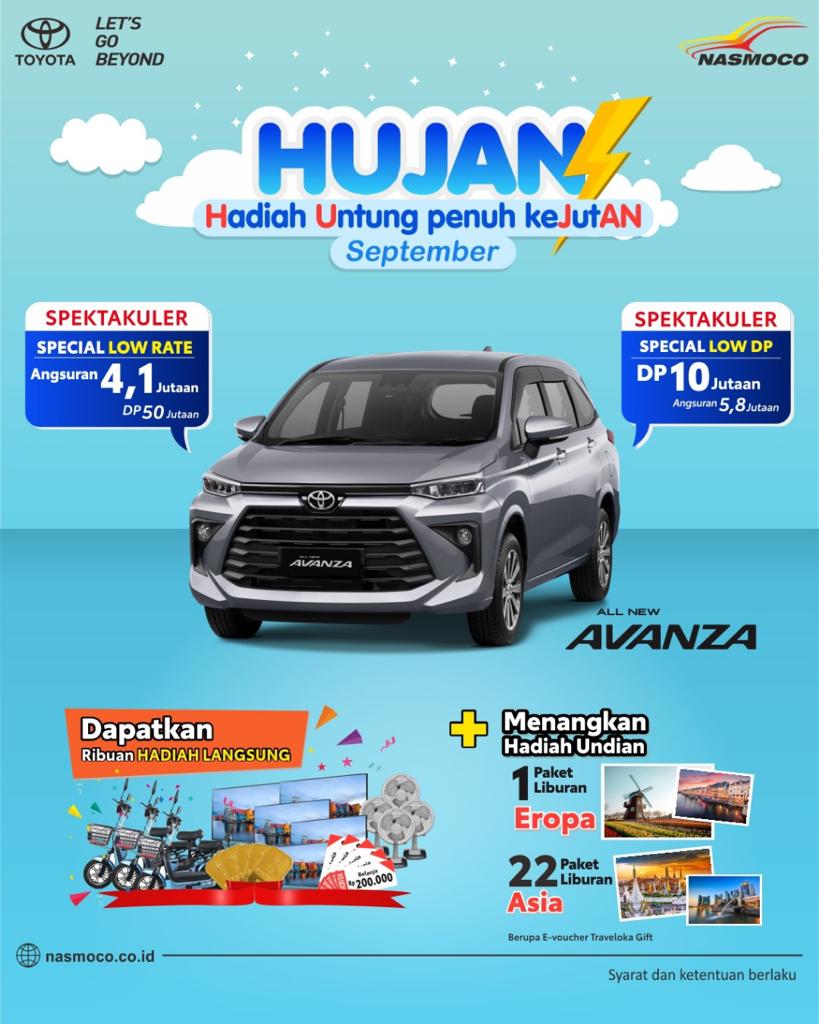 TOYOTA
LET'S
GO
BEYOND
NASMOCO
HUJAN
Hadiah Untung penuh keJutAN
September
SPEKTAKULER
SPECIAL LOW RATE
Angsuran 4,1 Jutaan
DP 50 Jutaan
SPEKTAKULER
SPECIAL LOW DP
DP 10 Jutaan
Angsuran 5,8 Jutaan
ALL NEW
AVANZA
ALL NEW
AVANZA
Dapatkan
Ribuan HADIAH LANGSUNG
Belanja
Rp 200.000
+ Menangkan
Hadiah Undian
1 Paket
Liburan
Eropa
22 Paket
Liburan
Asia
Berupa E-voucher Traveloka Gift
nasmoco.co.id
Syarat dan ketentuan berlaku